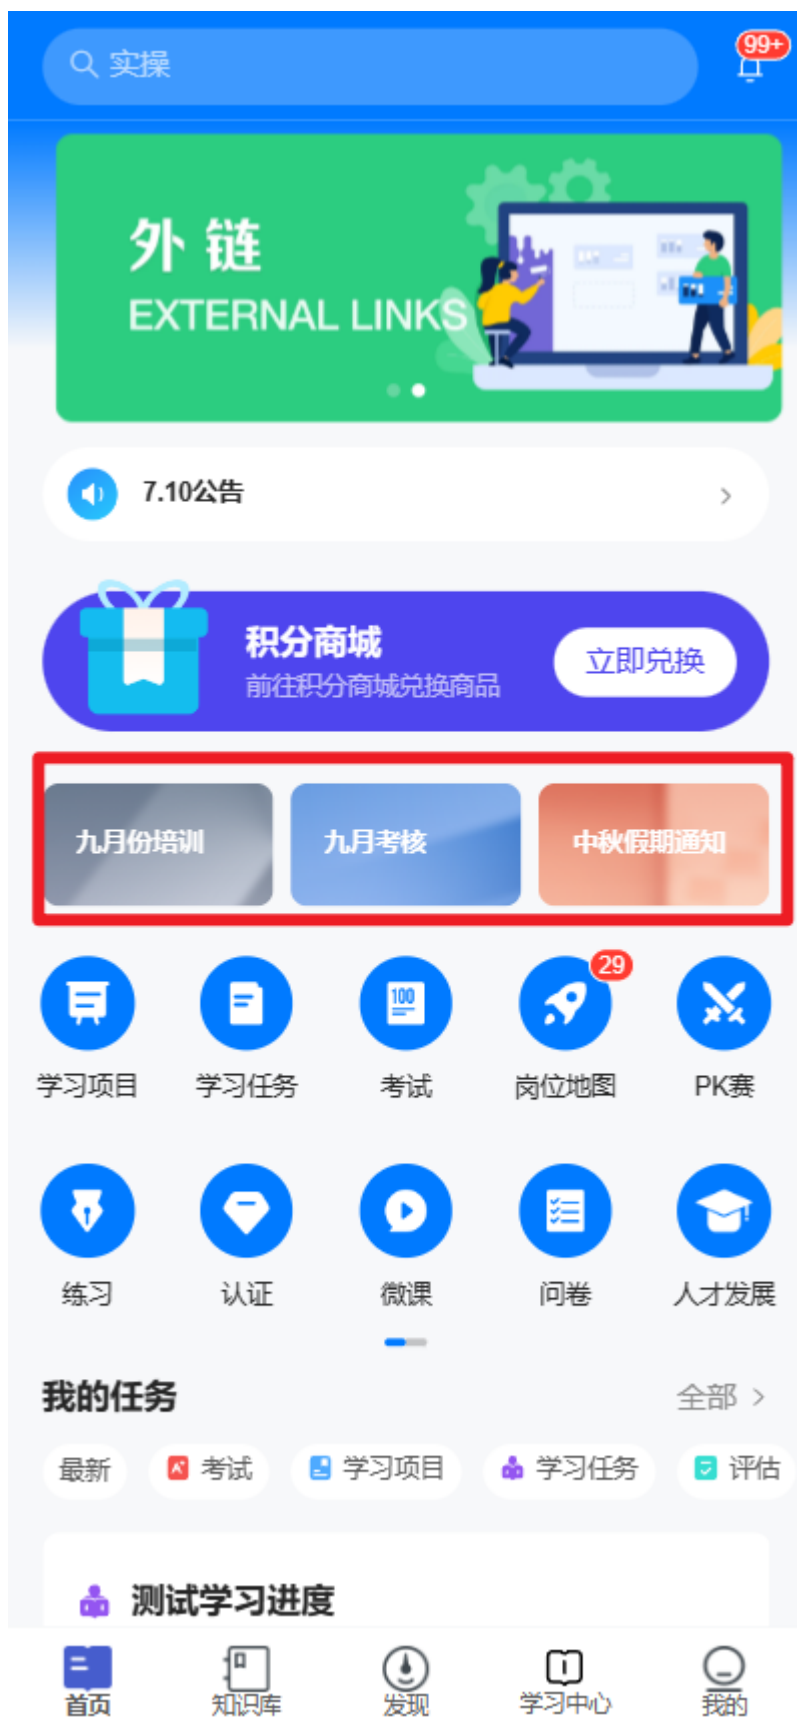 实操
99+
外 链
EXTERNAL LINKS
7.10公告
积分商城
前往积分商城兑换商品
立即兑换
九月份培训
九月考核
中秋假期通知
100
29
学习项目
学习任务
考试
岗位地图
PK赛
练习
认证
微课
问卷
人才发展
我的任务
全部
最新
考试
学习项目
学习任务
评估
测试学习进度
首页
知识库
发现
学习中心
我的